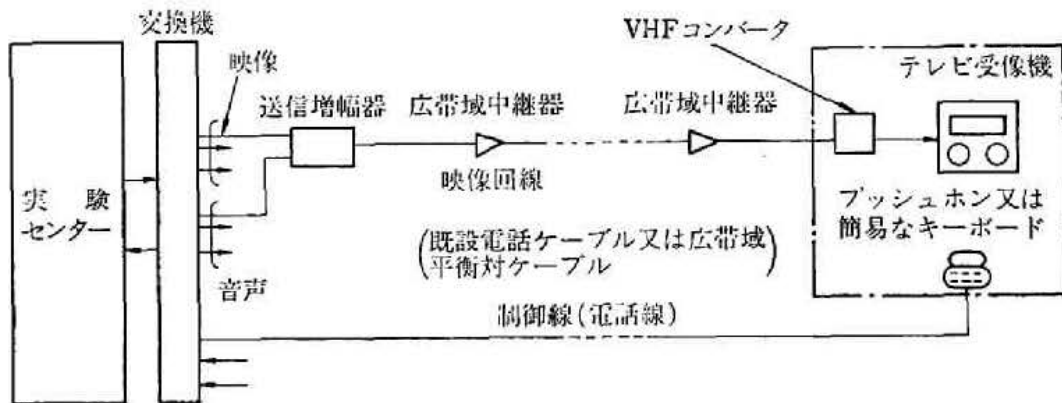 交換機
映像
送信増幅器
広帯域中継器
広帯域中継器
VHFコンバータ
テレビ受像機
映像回線
実験
センター
プッシュホン又は
簡易なキーボード
(既設電話ケーブル又は広帯域
平衡対ケーブル)
音声
制御線(電話線)